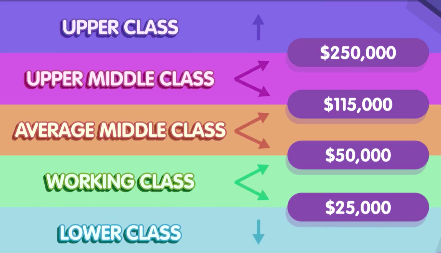 UPPER CLASS
$250,000
UPPER MIDDLE CLASS
$115,000
AVERAGE MIDDLE CLASS
$50,000
WORKING CLASS
$25,000
LOWER CLASS